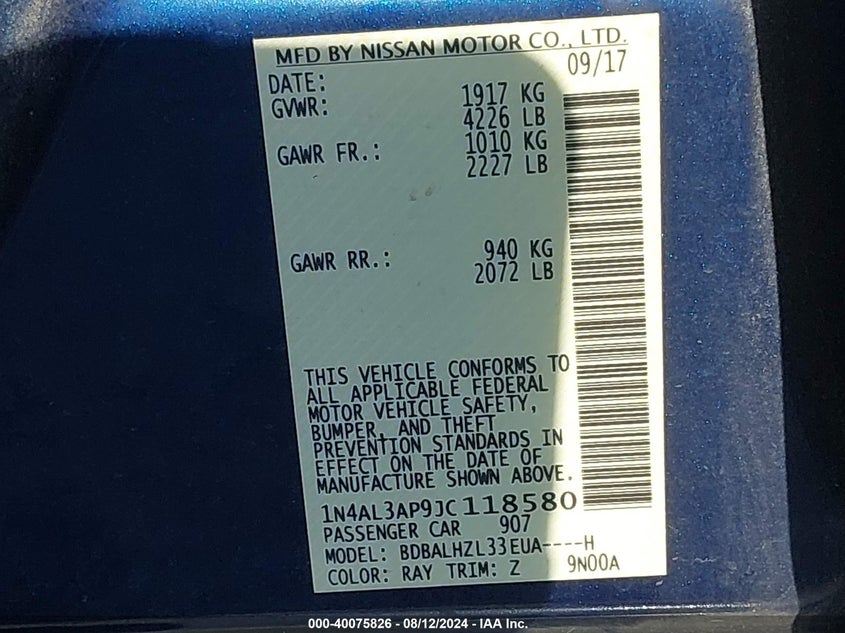 MFD BY NISSAN MOTOR CO., LTD.
DATE: 09/17
GVWR: 1917 KG
4226 LB
GAWR FR.: 1010 KG
2227 LB
GAWR RR.: 940 KG
2072 LB
THIS VEHICLE CONFORMS TO
ALL APPLICABLE FEDERAL
MOTOR VEHICLE SAFETY,
BUMPER, AND THEFT
PREVENTION STANDARDS IN
EFFECT ON THE DATE OF
MANUFACTURE SHOWN ABOVE.
1N4AL3AP9JC118580
PASSENGER CAR 907
MODEL: BDBALHZL33EUA----H
COLOR: RAY TRIM: Z 9N00A
000-40075826 - 08/12/2024 - IAA Inc.